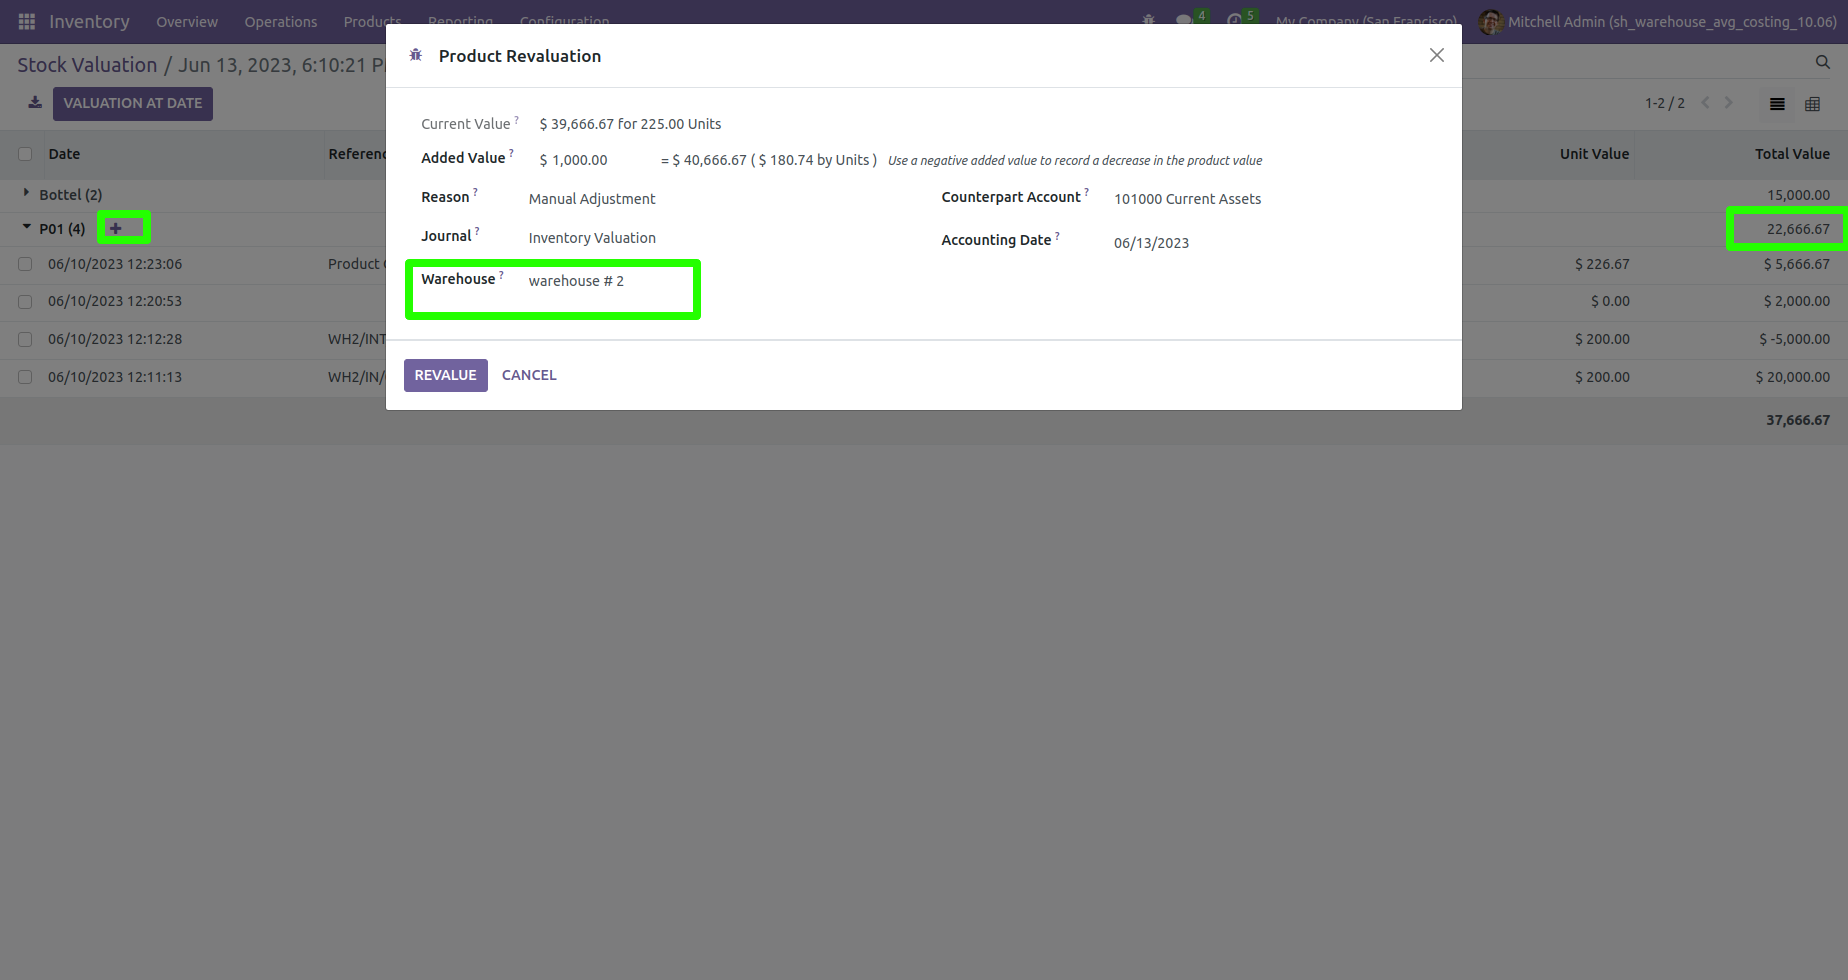 Inventory Overview Operations Products Reporting Configuration 4 5 My Company (San Francisco) Mitchell Admin (sh_warehouse_avg_costing_10.06)
Product Revaluation
Stock Valuation / Jun 13, 2023, 6:10:21
VALUATION AT DATE 1-2 / 2
Current Value ? $ 39,666.67 for 225.00 Units
Added Value ? $ 1,000.00 = $ 40,666.67 ( $ 180.74 by Units ) Use a negative added value to record a decrease in the product value
Reason ? Manual Adjustment Counterpart Account ? 101000 Current Assets
Journal ? Inventory Valuation Accounting Date ? 06/13/2023
Warehouse ? warehouse # 2
REVALUE CANCEL
Date Unit Value Total Value
Bottel (2) 15,000.00
P01 (4) + 22,666.67
06/10/2023 12:23:06 Product $ 226.67 $ 5,666.67
06/10/2023 12:20:53 $ 0.00 $ 2,000.00
06/10/2023 12:12:28 WH2/INT $ 200.00 $ -5,000.00
06/10/2023 12:11:13 WH2/IN/ $ 200.00 $ 20,000.00
37,666.67